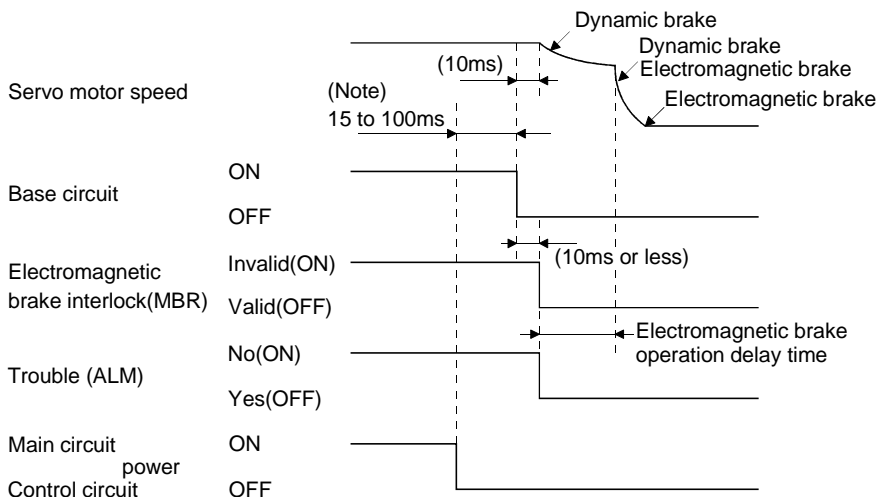 Dynamic brake
Dynamic brake
Electromagnetic brake
Electromagnetic brake
(10ms)
Servo motor speed
(Note)
15 to 100ms
Base circuit
ON
OFF
(10ms or less)
Electromagnetic
brake interlock(MBR)
Invalid(ON)
Valid(OFF)
Electromagnetic brake
operation delay time
Trouble (ALM)
No(ON)
Yes(OFF)
Main circuit
power
Control circuit
ON
OFF